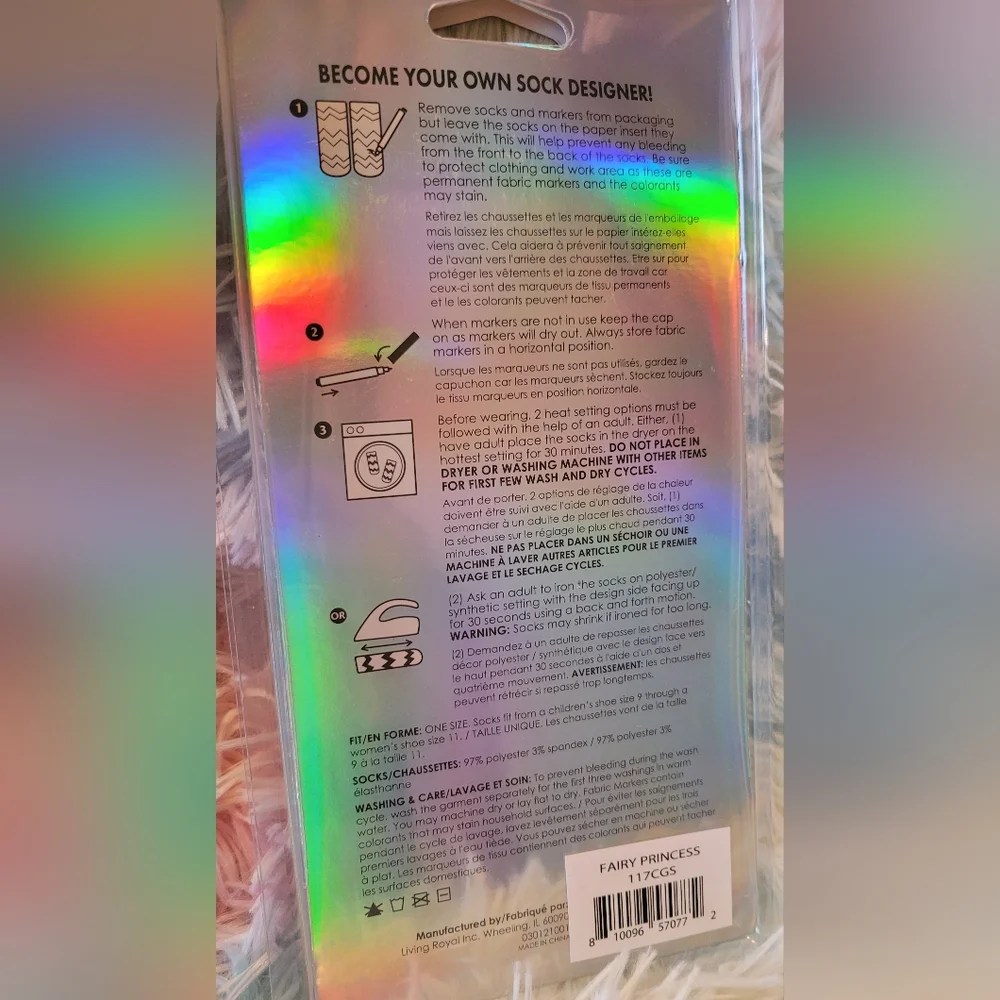 BECOME YOUR OWN SOCK DESIGNER!
1
Remove socks and markers from packaging
but leave the socks on the paper insert they
come with. This will help prevent any bleeding
from the front to the back of the socks. Be sure
to protect clothing and work area as these are
permanent fabric markers and the colorants
may stain.
Retirez les chaussettes et les marqueurs de l'emballage
mais laissez les chaussettes sur le papier insérez-elles
viens avec. Cela aidera à prévenir tout saignement
de l'avant vers l'arrière des chaussettes. Etre sur pour
protéger les vêtements et la zone de travail car
ceux-ci sont des marqueurs de tissu permanents
et le les colorants peuvent tacher.
2
When markers are not in use keep the cap
on as markers will dry out. Always store fabric
markers in a horizontal position.
Lorsque les marqueurs ne sont pas utilisés, gardez le
capuchon car les marqueurs sèchent. Stockez toujours
le tissu marqueurs en position horizontale.
3
Before wearing, 2 heat setting options must be
followed with the help of an adult. Either, (1)
have adult place the socks in the dryer on the
hottest setting for 30 minutes. DO NOT PLACE IN
DRYER OR WASHING MACHINE WITH OTHER ITEMS
FOR FIRST FEW WASH AND DRY CYCLES.
Avant de porter, 2 options de réglage de la chaleur
doivent être suivi avec l'aide d'un adulte. Soit, (1)
demander à un adulte de placer les chaussettes dans
la sécheuse sur le réglage le plus chaud pendant 30
minutes. NE PAS PLACER DANS UN SÉCHOIR OU UNE
MACHINE À LAVER AUTRES ARTICLES POUR LE PREMIER
LAVAGE ET LE SECHAGE CYCLES.
OR
(2) Ask an adult to iron the socks on polyester/
synthetic setting with the design side facing up
for 30 seconds using a back and forth motion.
WARNING: Socks may shrink if ironed for too long.
(2) Demandez à un adulte de repasser les chaussettes
décor polyester / synthétique avec le design face vers
le haut pendant 30 secondes à l'aide d'un dos et
quatrième mouvement. AVERTISSEMENT: les chaussettes
peuvent rétrécir si repassé trop longtemps.
FIT/EN FORME: ONE SIZE. Socks fit from a children's shoe size 9 through a
women's shoe size 11. / TAILLE UNIQUE. Les chaussettes vont de la taille
9 à la taille 11.
SOCKS/CHAUSSETTES: 97% polyester 3% spandex / 97% polyester 3%
élasthanne
WASHING & CARE/LAVAGE ET SOIN: To prevent bleeding during the wash
cycle, wash the garment separately for the first three washings in warm
water. You may machine dry or lay flat to dry. Fabric Markers contain
colorants that may stain household surfaces. / Pour éviter les saignements
pendant le cycle de lavage, lavez levêtement séparément pour les trois
premiers lavages à l'eau tiède. Vous pouvez sécher en machine ou sécher
à plat. Les marqueurs de tissu contiennent des colorants qui peuvent tacher
les surfaces domestiques.
Manufactured by/Fabriqué par:
Living Royal Inc. Wheeling, IL 60090
030121001
MADE IN CHINA
FAIRY PRINCESS
117CGS
8 10096 57077 2